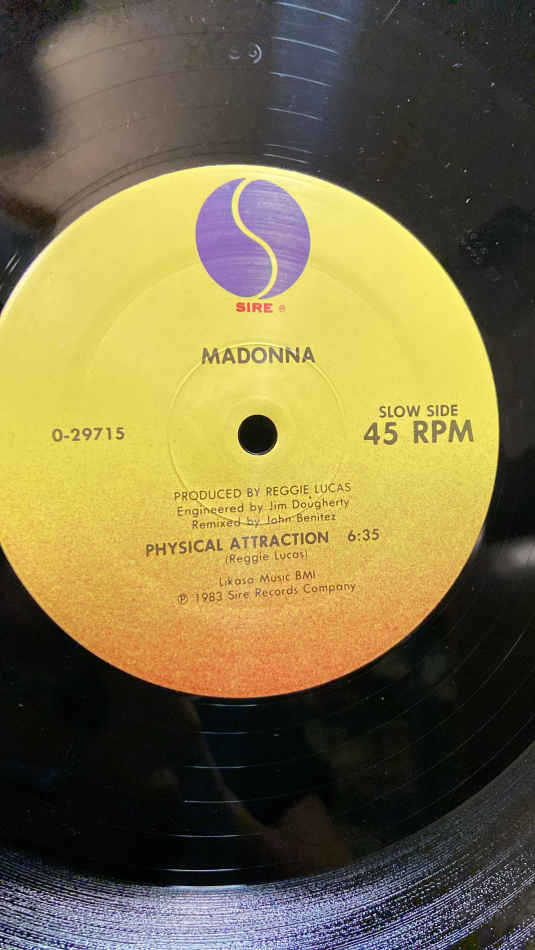 SIRE ®
MADONNA
0-29715
SLOW SIDE
45 RPM
PRODUCED BY REGGIE LUCAS
Engineered by Jim Dougherty
Remixed by John Benitez
PHYSICAL ATTRACTION 6:35
(Reggie Lucas)
Likasa Music BMI
℗ 1983 Sire Records Company